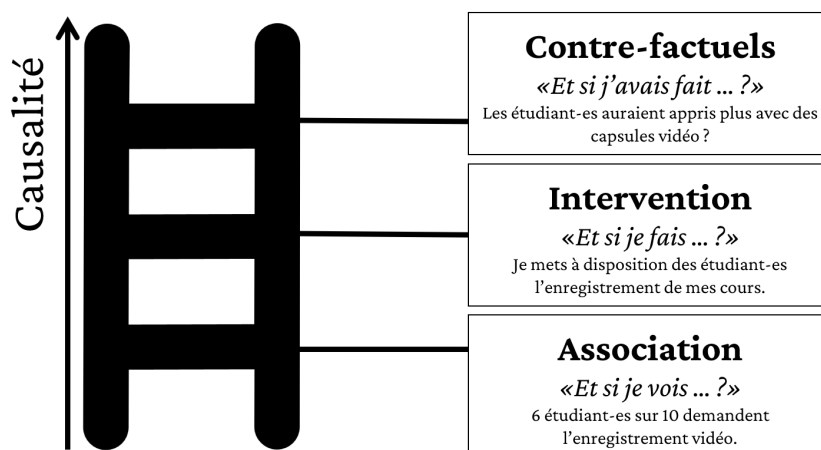 Causalité
Contre-factuels
«Et si j'avais fait ... ?»
Les étudiant-es auraient appris plus avec des
capsules vidéo ?
Intervention
«Et si je fais ... ?»
Je mets à disposition des étudiant-es
l'enregistrement de mes cours.
Association
«Et si je vois ... ?»
6 étudiant-es sur 10 demandent
l'enregistrement vidéo.